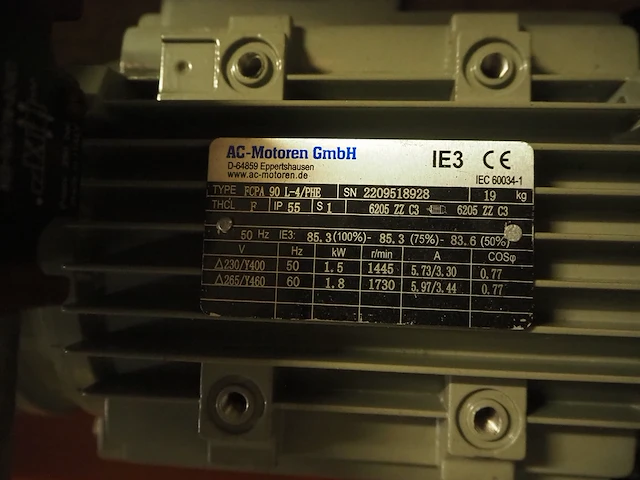 AC-Motoren GmbH
D-64859 Eppertshausen
www.ac-motoren.de
IE3 CE
IEC 60034-1
TYPE FCPA 90 L-4/PHE SN 2209518928 19 kg
THCL F IP 55 S1 6205 ZZ C3 6205 ZZ C3
50 Hz IE3: 85.3(100%)- 85.3 (75%)- 83.6 (50%)
V Hz kW r/min A COSφ
△230/Y400 50 1.5 1445 5.73/3.30 0.77
△265/Y460 60 1.8 1730 5.97/3.44 0.77